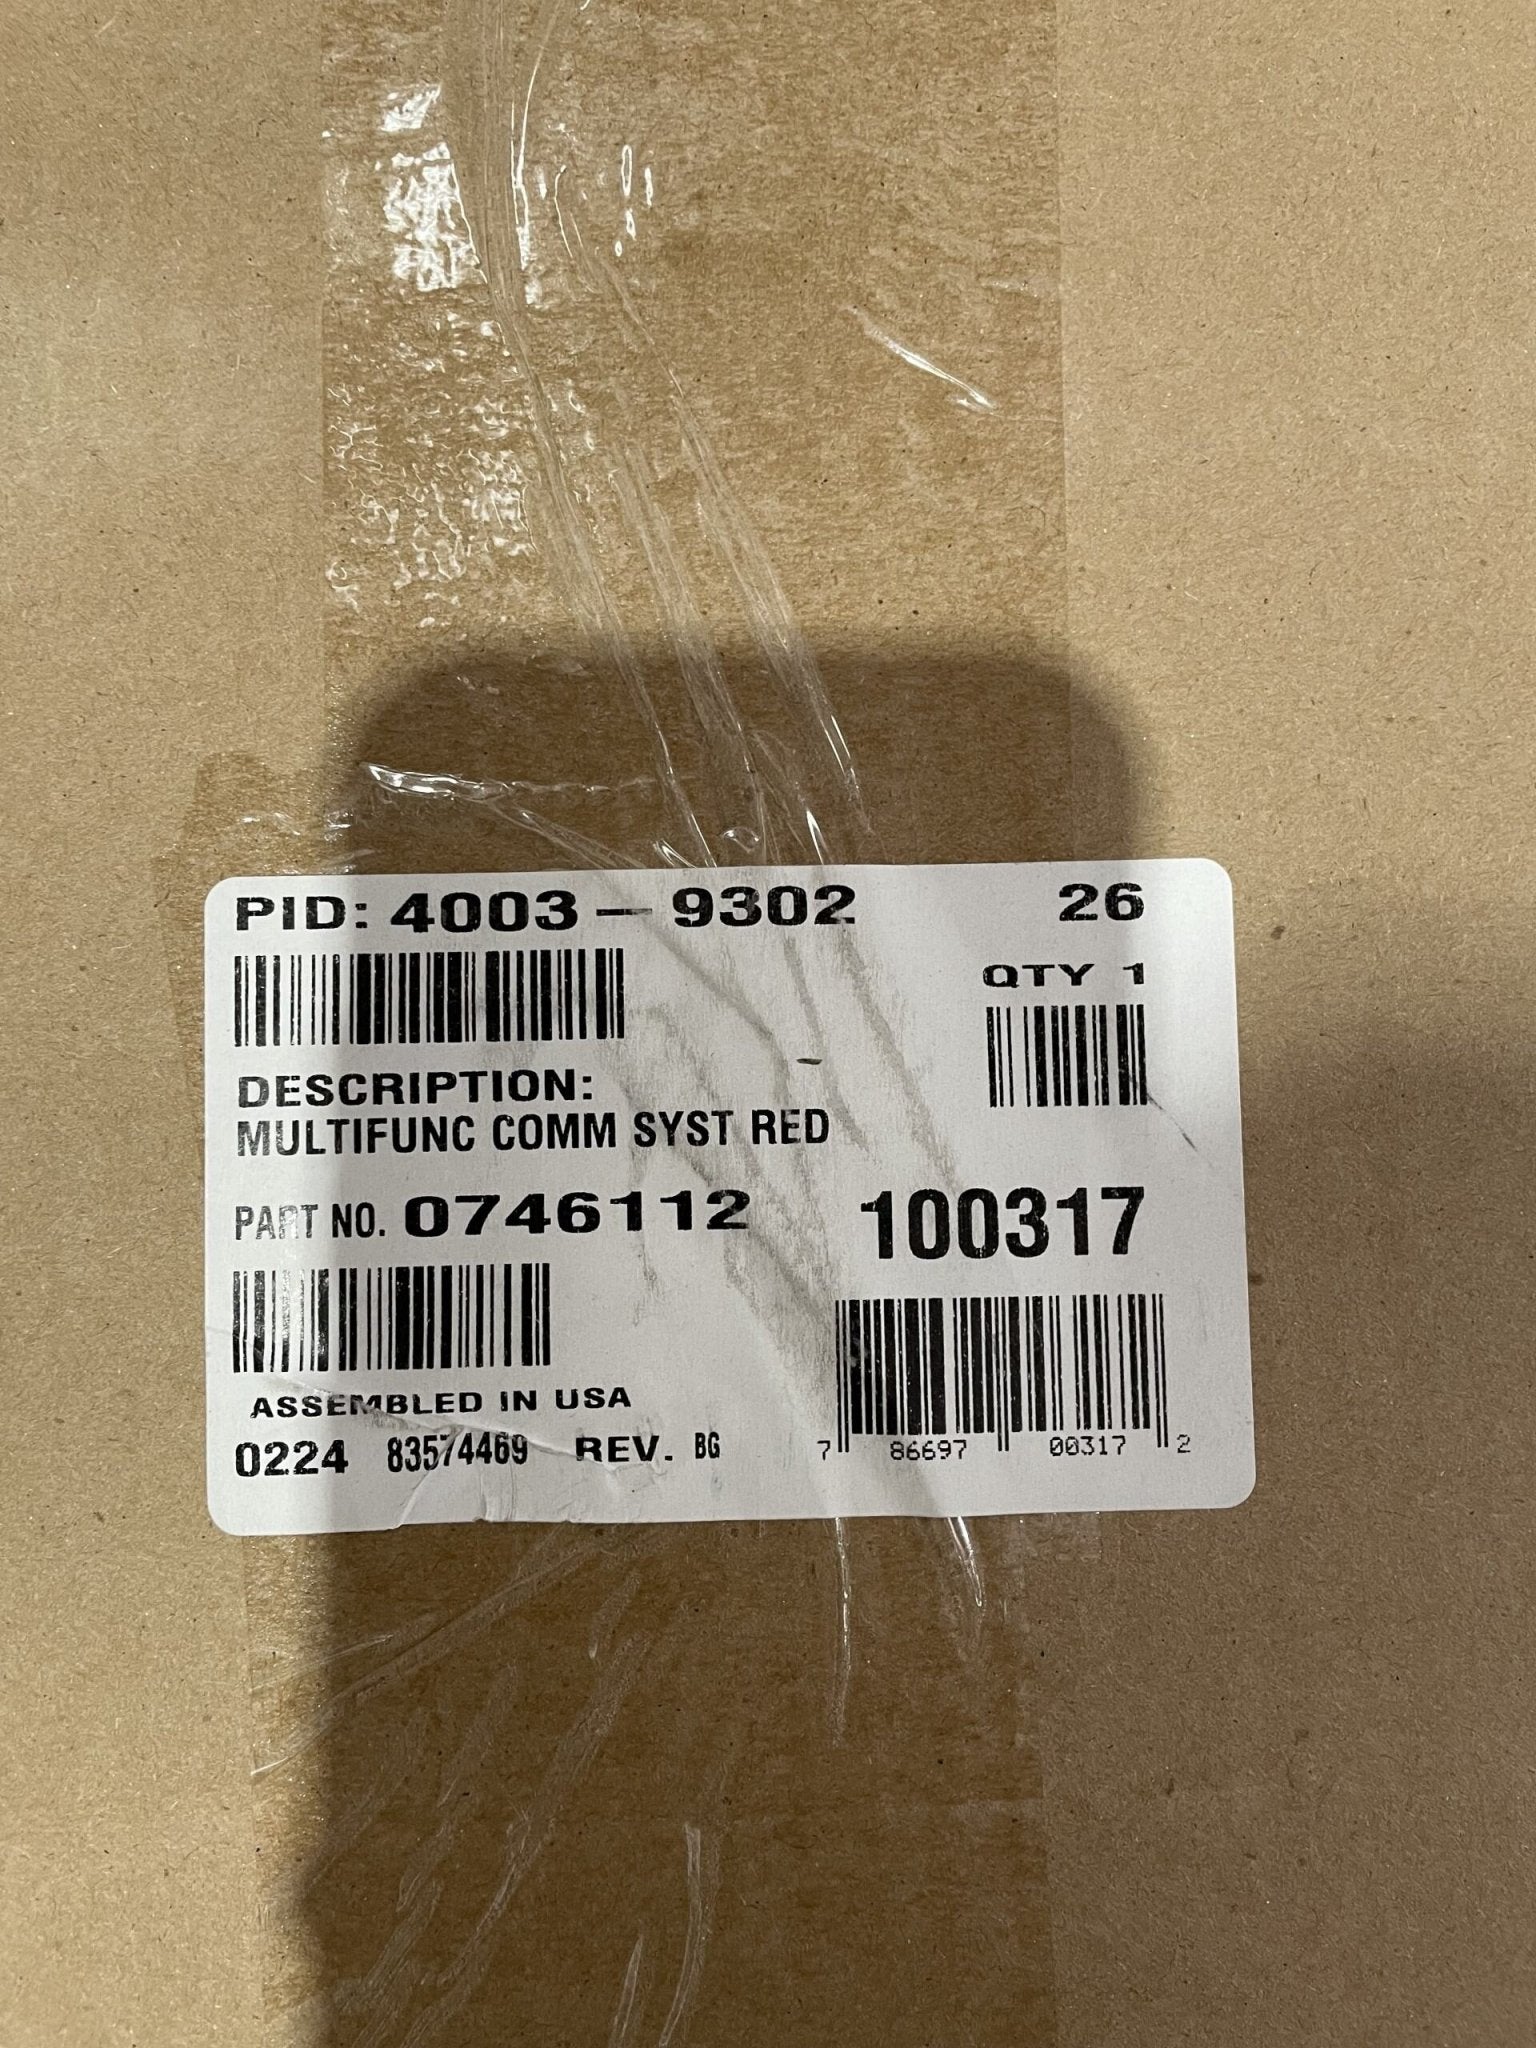 PID: 4003 – 9302 26
QTY 1
DESCRIPTION:
MULTIFUNC COMM SYST RED
PART NO. 0746112 100317
ASSEMBLED IN USA
0224 83574469 REV. BG
7 86697 00317 2